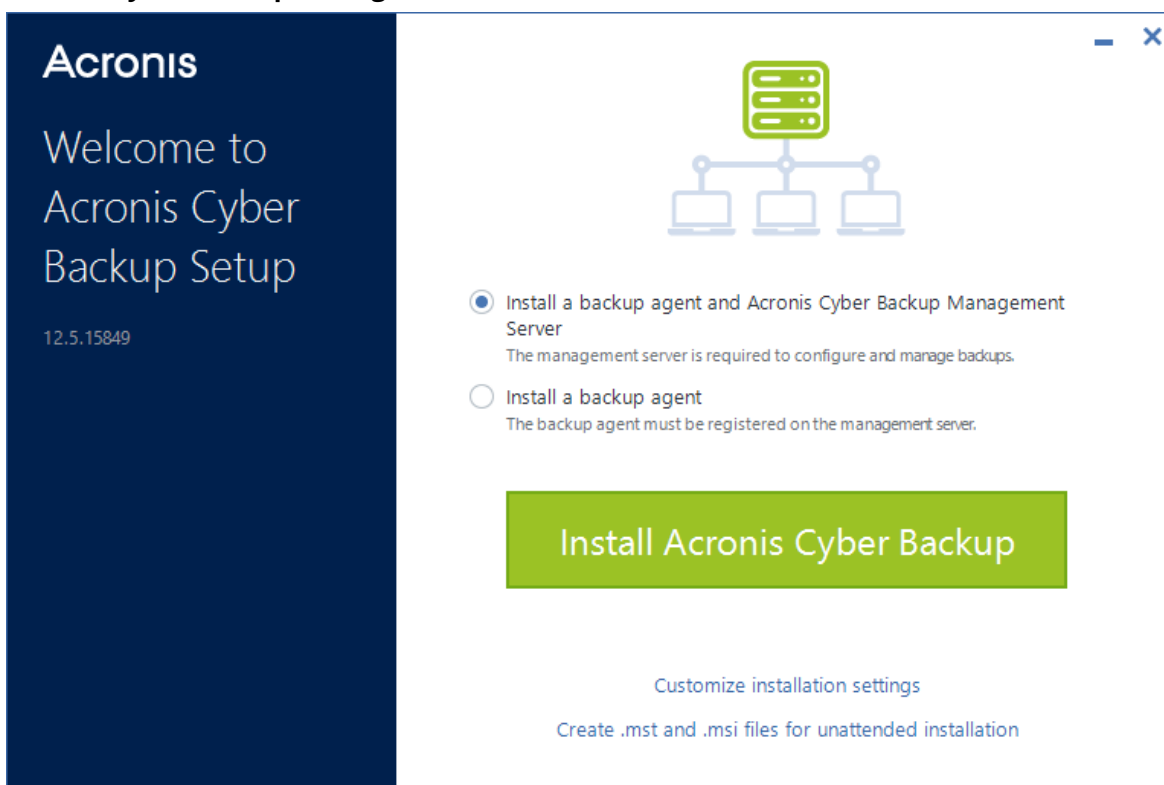 Acronis
Welcome to
Acronis Cyber
Backup Setup
12.5.15849
Install a backup agent and Acronis Cyber Backup Management
Server
The management server is required to configure and manage backups.
Install a backup agent
The backup agent must be registered on the management server.
Install Acronis Cyber Backup
Customize installation settings
Create .mst and .msi files for unattended installation